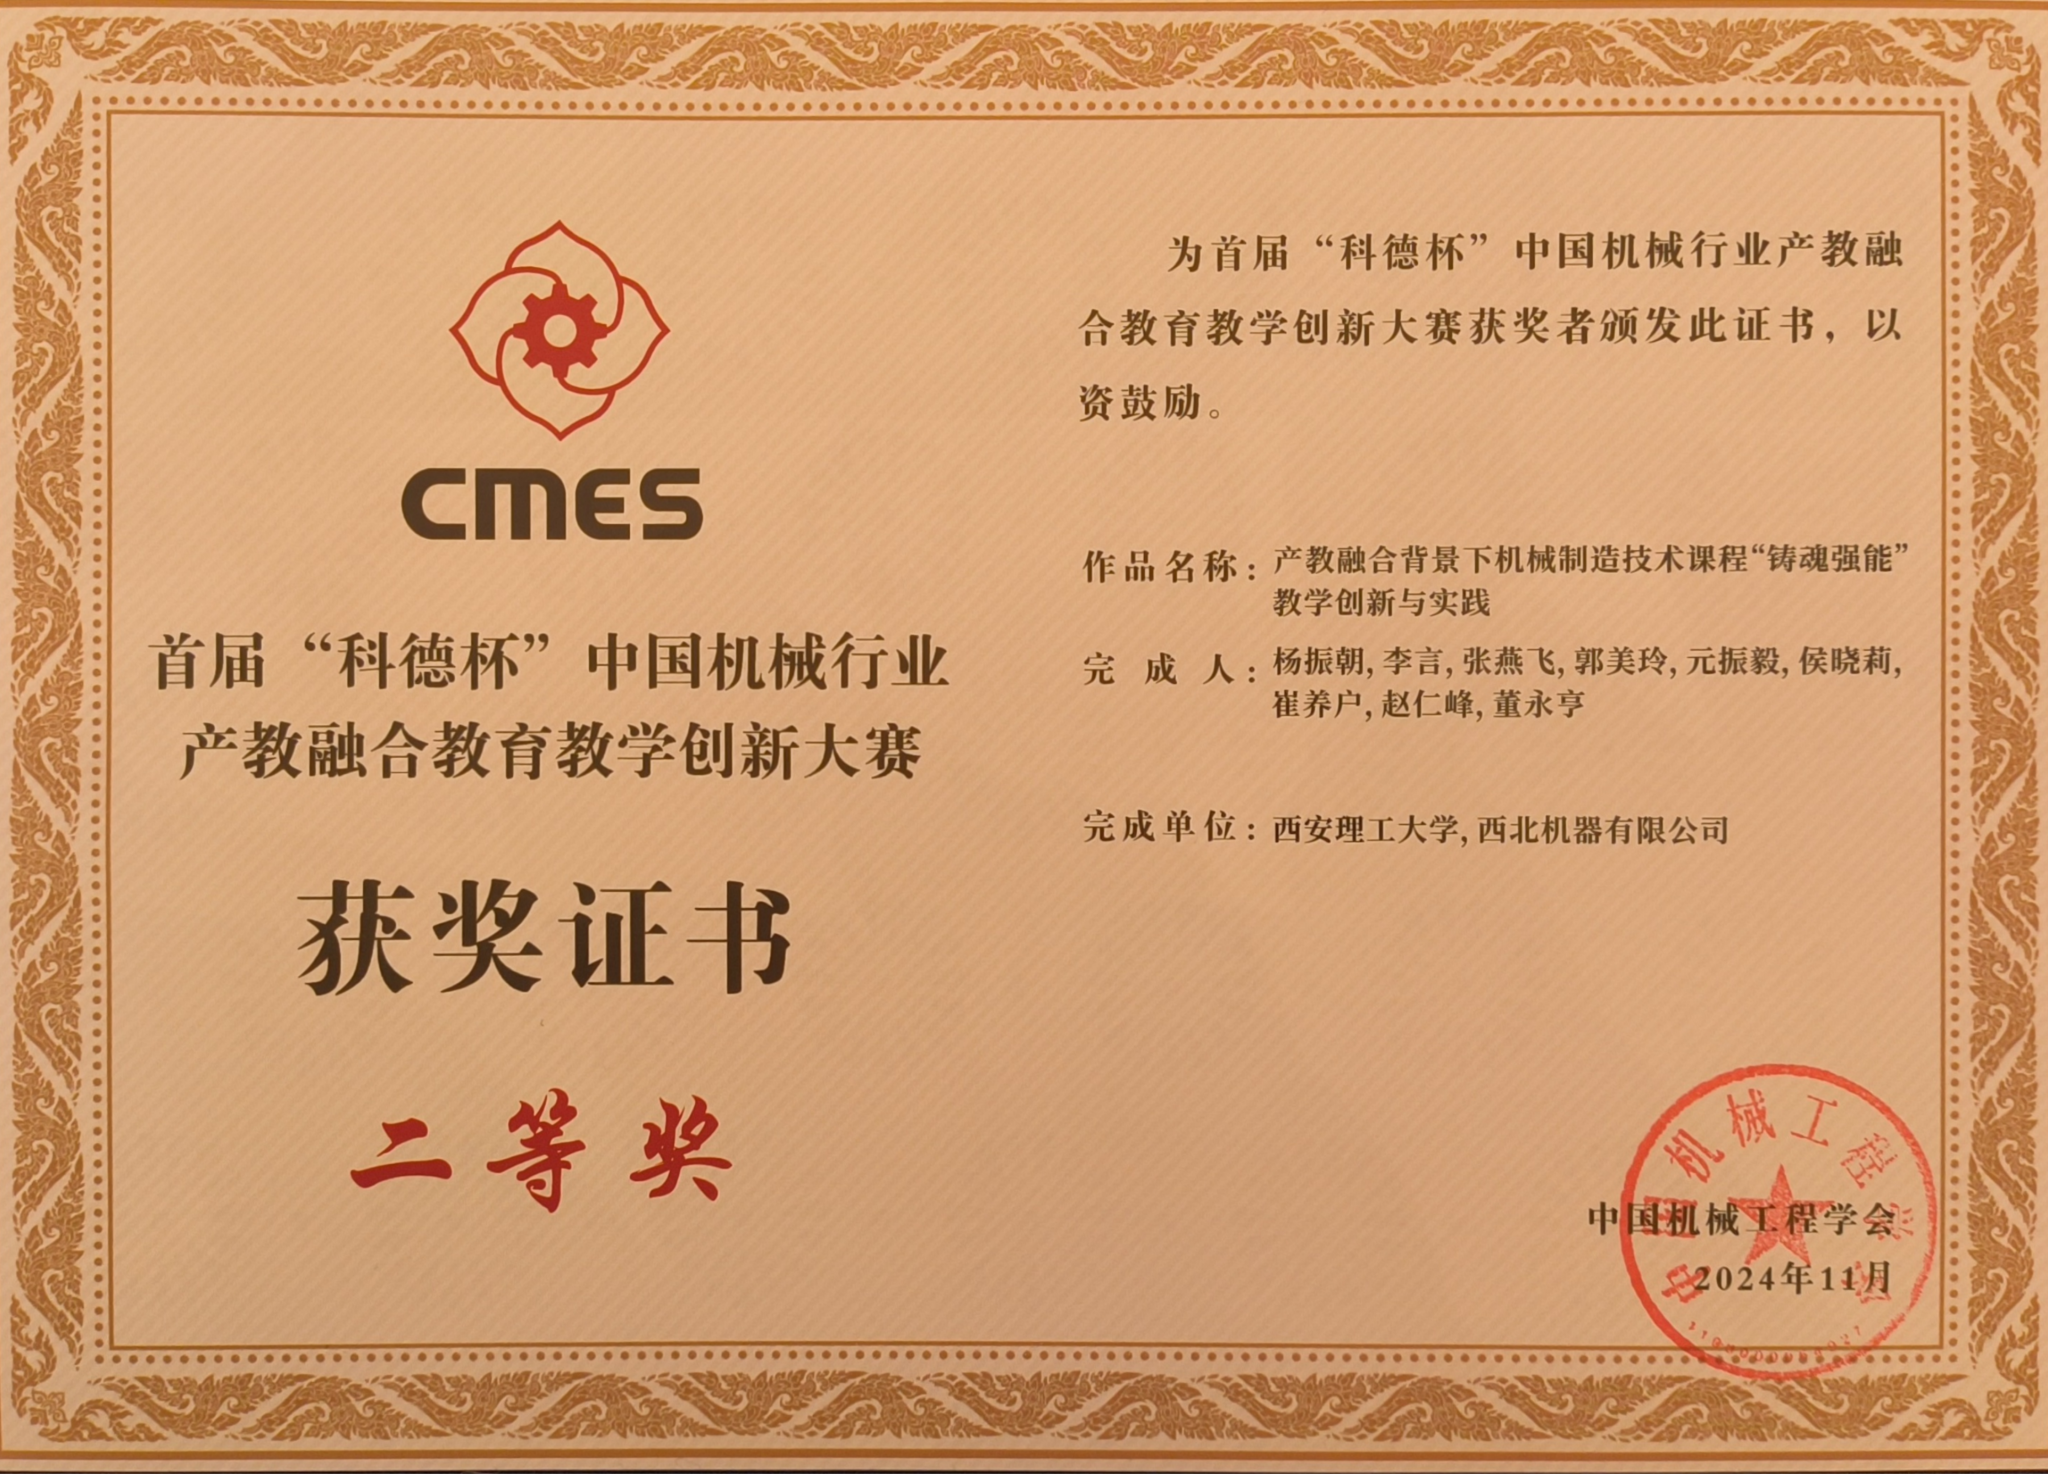 CMES
首届“科德杯”中国机械行业
产教融合教育教学创新大赛
获奖证书
二等奖
为首届“科德杯”中国机械行业产教融
合教育教学创新大赛获奖者颁发此证书，以
资鼓励。
作品名称：产教融合背景下机械制造技术课程“铸魂强能”
教学创新与实践
完成人：杨振朝, 李言, 张燕飞, 郭美玲, 元振毅, 侯晓莉,
崔养户, 赵仁峰, 董永亨
完成单位：西安理工大学, 西北机器有限公司
中国机械工程学会
中国机械工程学会
2024年11月